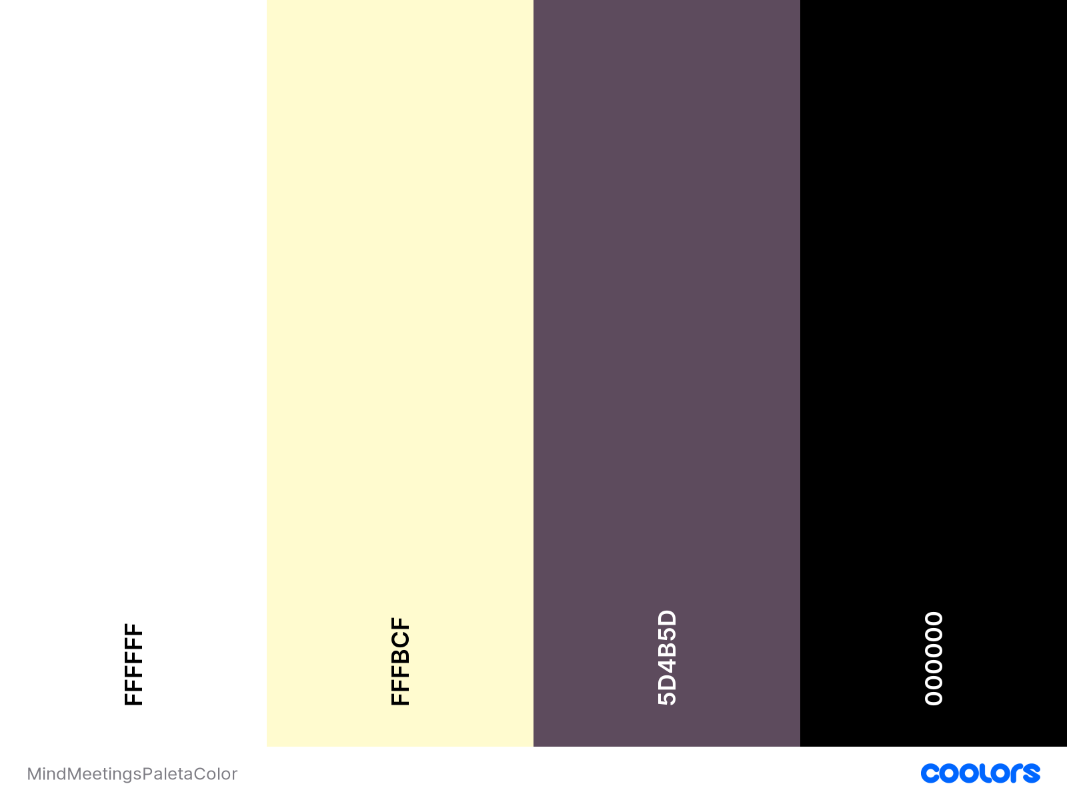 FFFFFF
FFFBCF
5D4B5D
000000
MindMeetingsPaletaColor
coolors